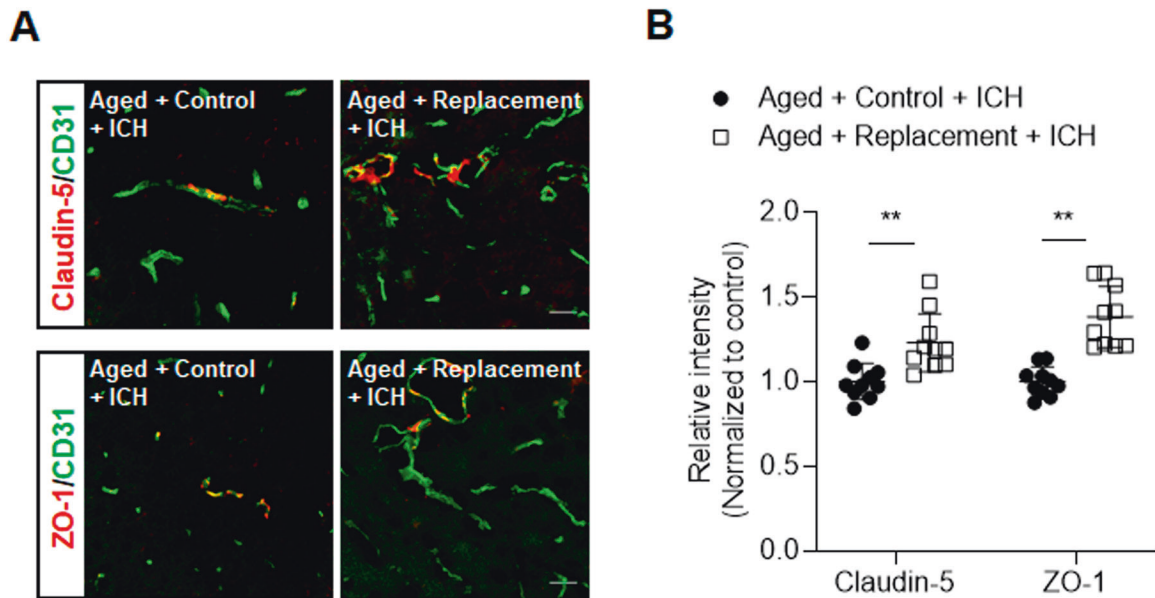 A
Claudin-5/CD31
Aged + Control
+ ICH
Aged + Replacement
+ ICH
ZO-1/CD31
Aged + Control
+ ICH
Aged + Replacement
+ ICH
B
Aged + Control + ICH
Aged + Replacement + ICH
Relative intensity
(Normalized to control)
2.0
1.5
1.0
0.5
0.0
**
**
Claudin-5
ZO-1